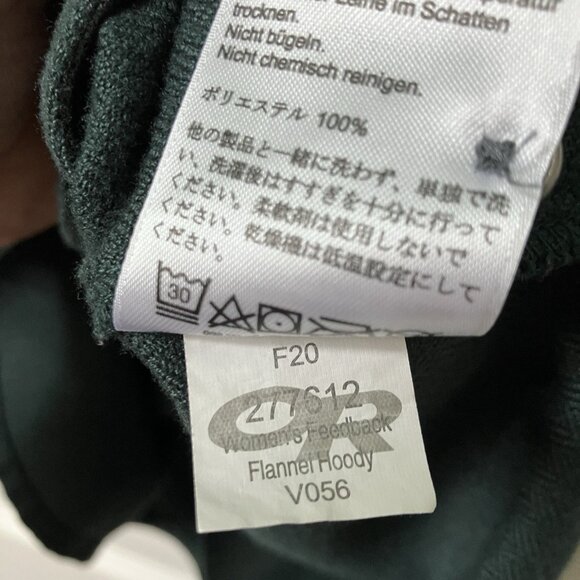 Leine im Schatten
trocknen.
Nicht bügeln.
Nicht chemisch reinigen.
ポリエステル 100%
他の製品と一緒に洗わず、単独で洗
い、洗濯後はすすぎを十分に行って
ください。柔軟剤は使用しないで
ください。乾燥機は低温設定にして
ください。
30
F20
277612
OR
Women's Feedback
Flannel Hoody
V056